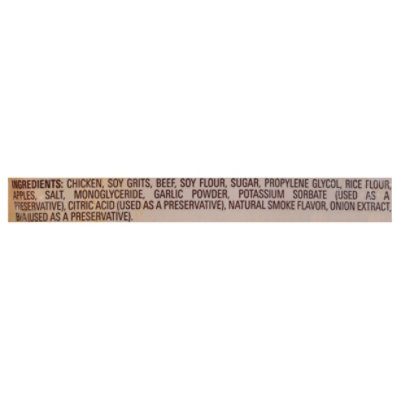 INGREDIENTS: CHICKEN, SOY GRITS, BEEF, SOY FLOUR, SUGAR, PROPYLENE GLYCOL, RICE FLOUR,
APPLES, SALT, MONOGLYCERIDE, GARLIC POWDER, POTASSIUM SORBATE (USED AS A
PRESERVATIVE), CITRIC ACID (USED AS A PRESERVATIVE), NATURAL SMOKE FLAVOR, ONION EXTRACT,
BHA (USED AS A PRESERVATIVE).